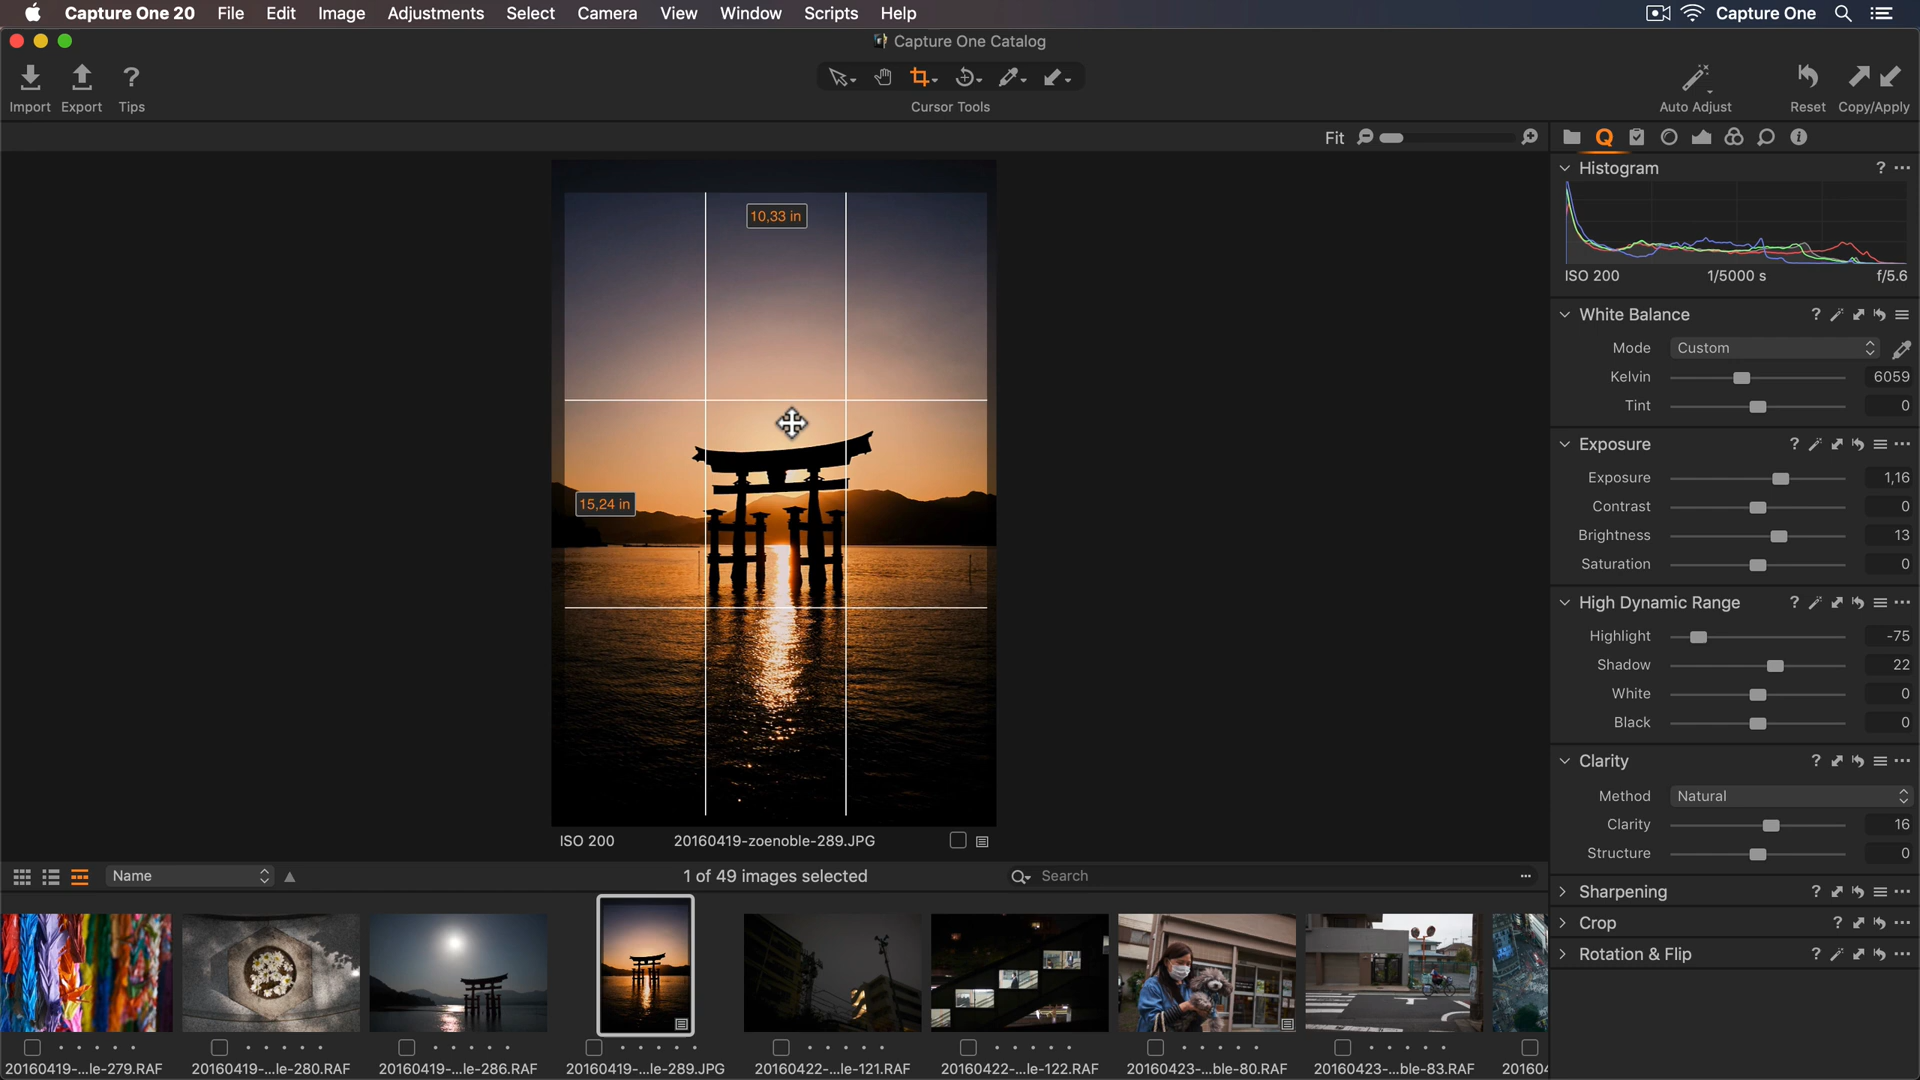 Capture One 20 File Edit Image Adjustments Select Camera View Window Scripts Help Capture One
Capture One Catalog
Import Export Tips Cursor Tools Auto Adjust Reset Copy/Apply
Fit
Histogram
ISO 200 1/5000 s f/5.6
White Balance
Mode Custom
Kelvin 6059
Tint 0
Exposure
Exposure 1,16
Contrast 0
Brightness 13
Saturation 0
High Dynamic Range
Highlight -75
Shadow 22
White 0
Black 0
Clarity
Method Natural
Clarity 16
Structure 0
Sharpening
Crop
Rotation & Flip
10,33 in
15,24 in
ISO 200 20160419-zoenoble-289.JPG
Name 1 of 49 images selected Search
20160419-...le-279.RAF 20160419-...le-280.RAF 20160419-...le-286.RAF 20160419-...le-289.JPG 20160422-...le-121.RAF 20160422-...le-122.RAF 20160423-...ble-80.RAF 20160423-...ble-83.RAF 201604